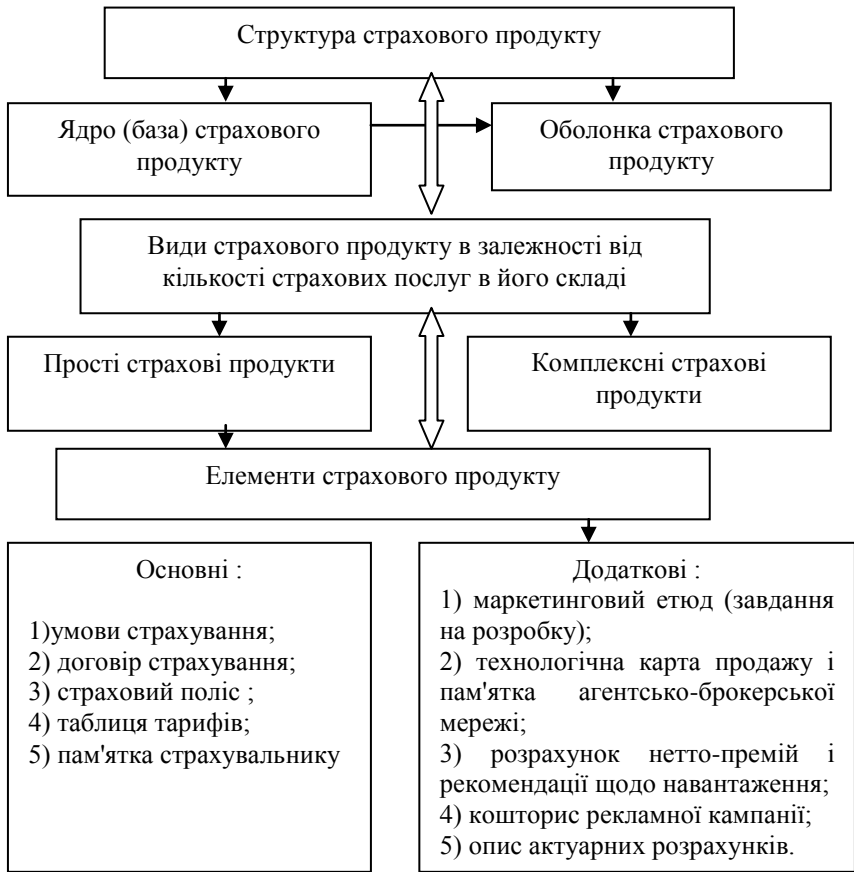 Структура страхового продукту
Ядро (база) страхового
продукту
Оболонка страхового
продукту
Види страхового продукту в залежності від
кількості страхових послуг в його складі
Прості страхові продукти
Комплексні страхові
продукти
Елементи страхового продукту
Основні :
1)умови страхування;
2) договір страхування;
3) страховий поліс ;
4) таблиця тарифів;
5) пам'ятка страхувальнику
Додаткові :
1) маркетинговий етюд (завдання
на розробку);
2) технологічна карта продажу і
пам'ятка агентсько-брокерської
мережі;
3) розрахунок нетто-премій і
рекомендації щодо навантаження;
4) кошторис рекламної кампанії;
5) опис актуарних розрахунків.